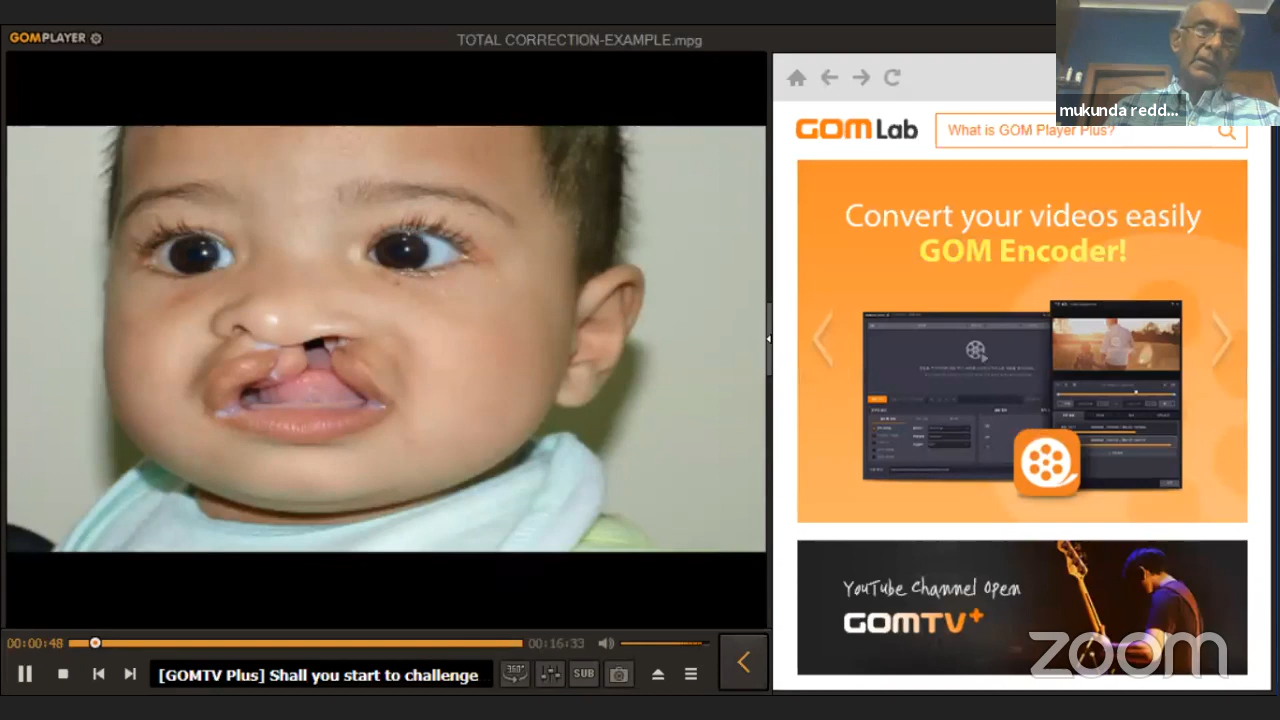 GOMPLAYER
TOTAL CORRECTION-EXAMPLE.mpg
mukunda redd...
GOM Lab
What is GOM Player Plus?
Convert your videos easily
GOM Encoder!
YouTube Channel Open
GOMTV+
zoom
00:00:48
00:16:33
[GOMTV Plus] Shall you start to challenge
360°
SUB